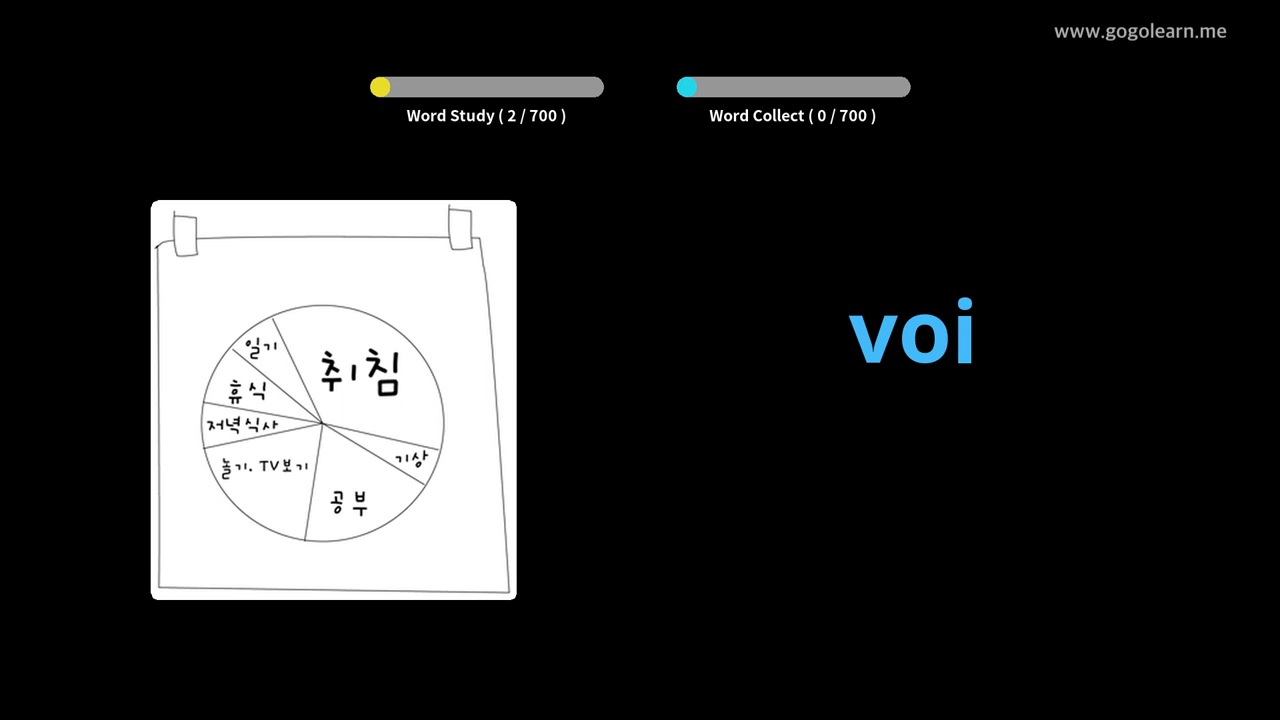 www.gogolearn.me
Word Study ( 2 / 700 )
Word Collect ( 0 / 700 )
일기
취침
휴식
저녁식사
놀기. TV보기
기상
공부
voi